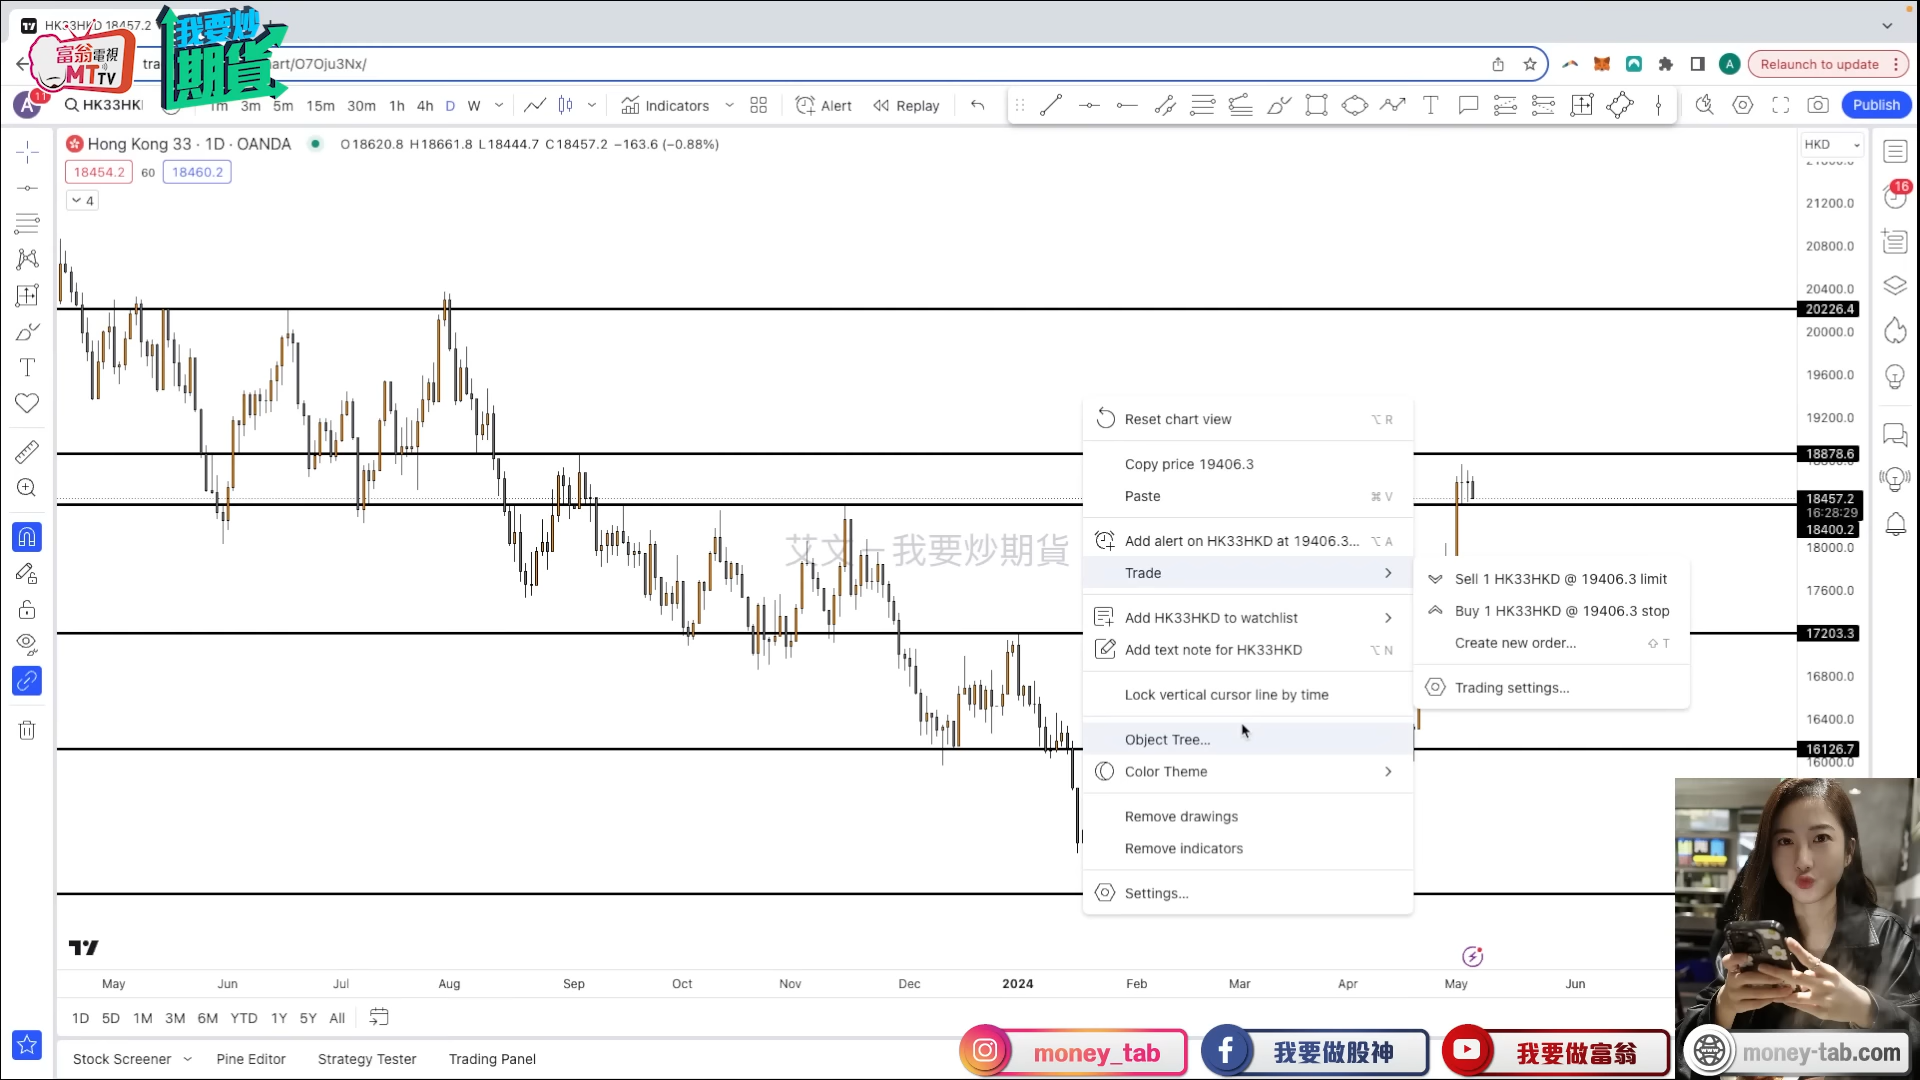 HK33HKD 18457.2
富翁電視
MTTV
我要炒
期貨
tra
art/O7Oju3Nx/
Relaunch to update
A
A
11
HK33HK
1m 3m 5m 15m 30m 1h 4h D W
Indicators
Alert
Replay
Publish
Hong Kong 33 · 1D · OANDA
O18620.8 H18661.8 L18444.7 C18457.2 −163.6 (−0.88%)
HKD
18454.2 60 18460.2
4
16
21200.0
20800.0
20400.0
20226.4
20000.0
19600.0
19200.0
18878.6
18457.2
16:28:29
18400.2
18000.0
17600.0
17203.3
16800.0
16400.0
16126.7
16000.0
艾文 - 我要炒期貨
Reset chart view ⌥ R
Copy price 19406.3
Paste ⌘ V
Add alert on HK33HKD at 19406.3... ⌥ A
Trade
Add HK33HKD to watchlist
Add text note for HK33HKD ⌥ N
Lock vertical cursor line by time
Object Tree...
Color Theme
Remove drawings
Remove indicators
Settings...
Sell 1 HK33HKD @ 19406.3 limit
Buy 1 HK33HKD @ 19406.3 stop
Create new order... ⇧ T
Trading settings...
May Jun Jul Aug Sep Oct Nov Dec 2024 Feb Mar Apr May Jun
1D 5D 1M 3M 6M YTD 1Y 5Y All
Stock Screener Pine Editor Strategy Tester Trading Panel
money_tab
我要做股神
我要做富翁
money-tab.com